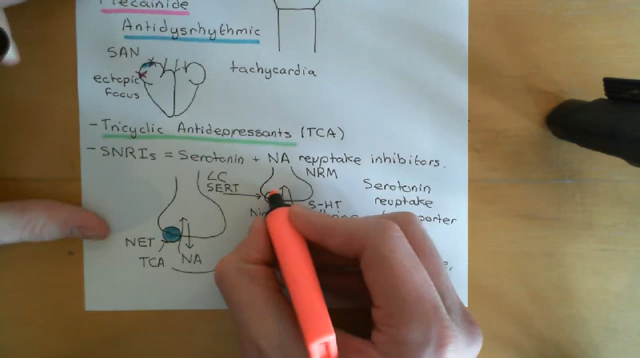 Flecainide
Antidysrhythmic
SAN
ectopic
focus
tachycardia
- Tricyclic Antidepressants (TCA)
- SNRIs = Serotonin + NA reuptake inhibitors.
LC
SERT
NRM
5-HT
Serotonin
reuptake
NET
TCA
NA